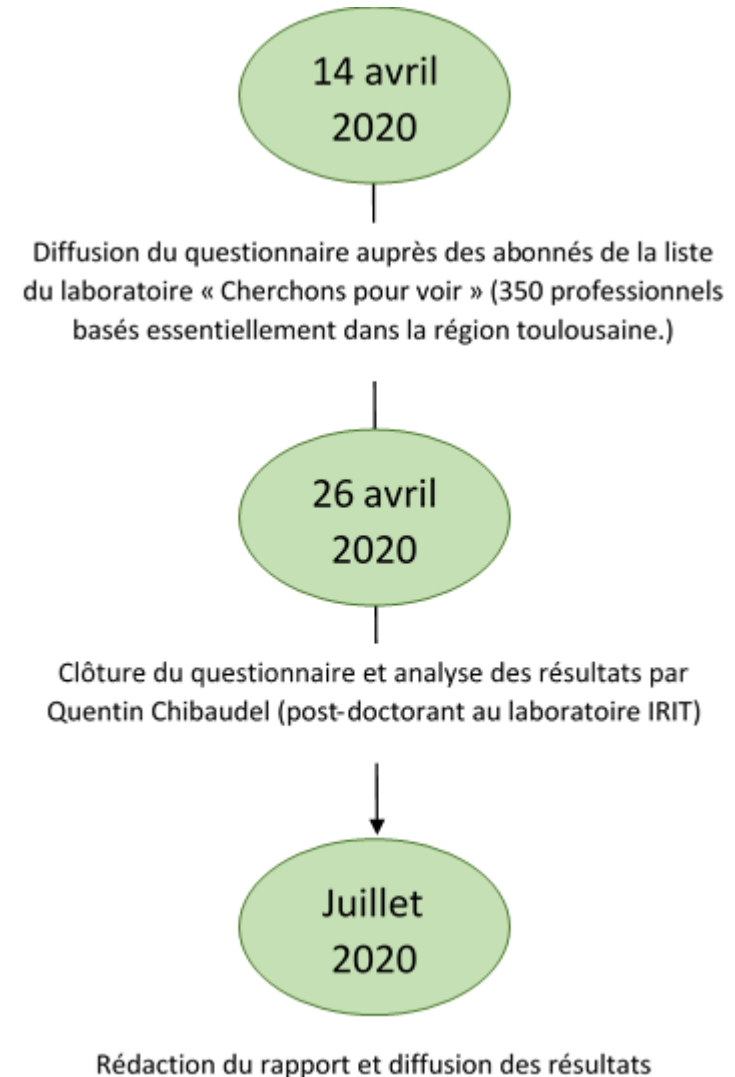 14 avril
2020
Diffusion du questionnaire auprès des abonnés de la liste
du laboratoire « Cherchons pour voir » (350 professionnels
basés essentiellement dans la région toulousaine.)
26 avril
2020
Clôture du questionnaire et analyse des résultats par
Quentin Chibaudel (post-doctorant au laboratoire IRIT)
Juillet
2020
Rédaction du rapport et diffusion des résultats